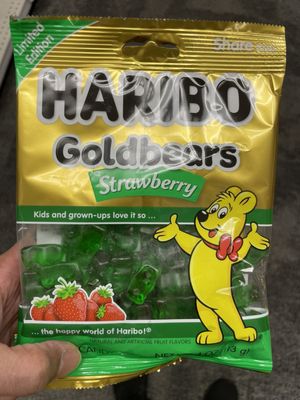 Limited
Edition
Share
HARIBO
Goldbears
Strawberry
Kids and grown-ups love it so ...
... the happy world of Haribo!®
NATURAL AND ARTIFICIAL FRUIT FLAVORS